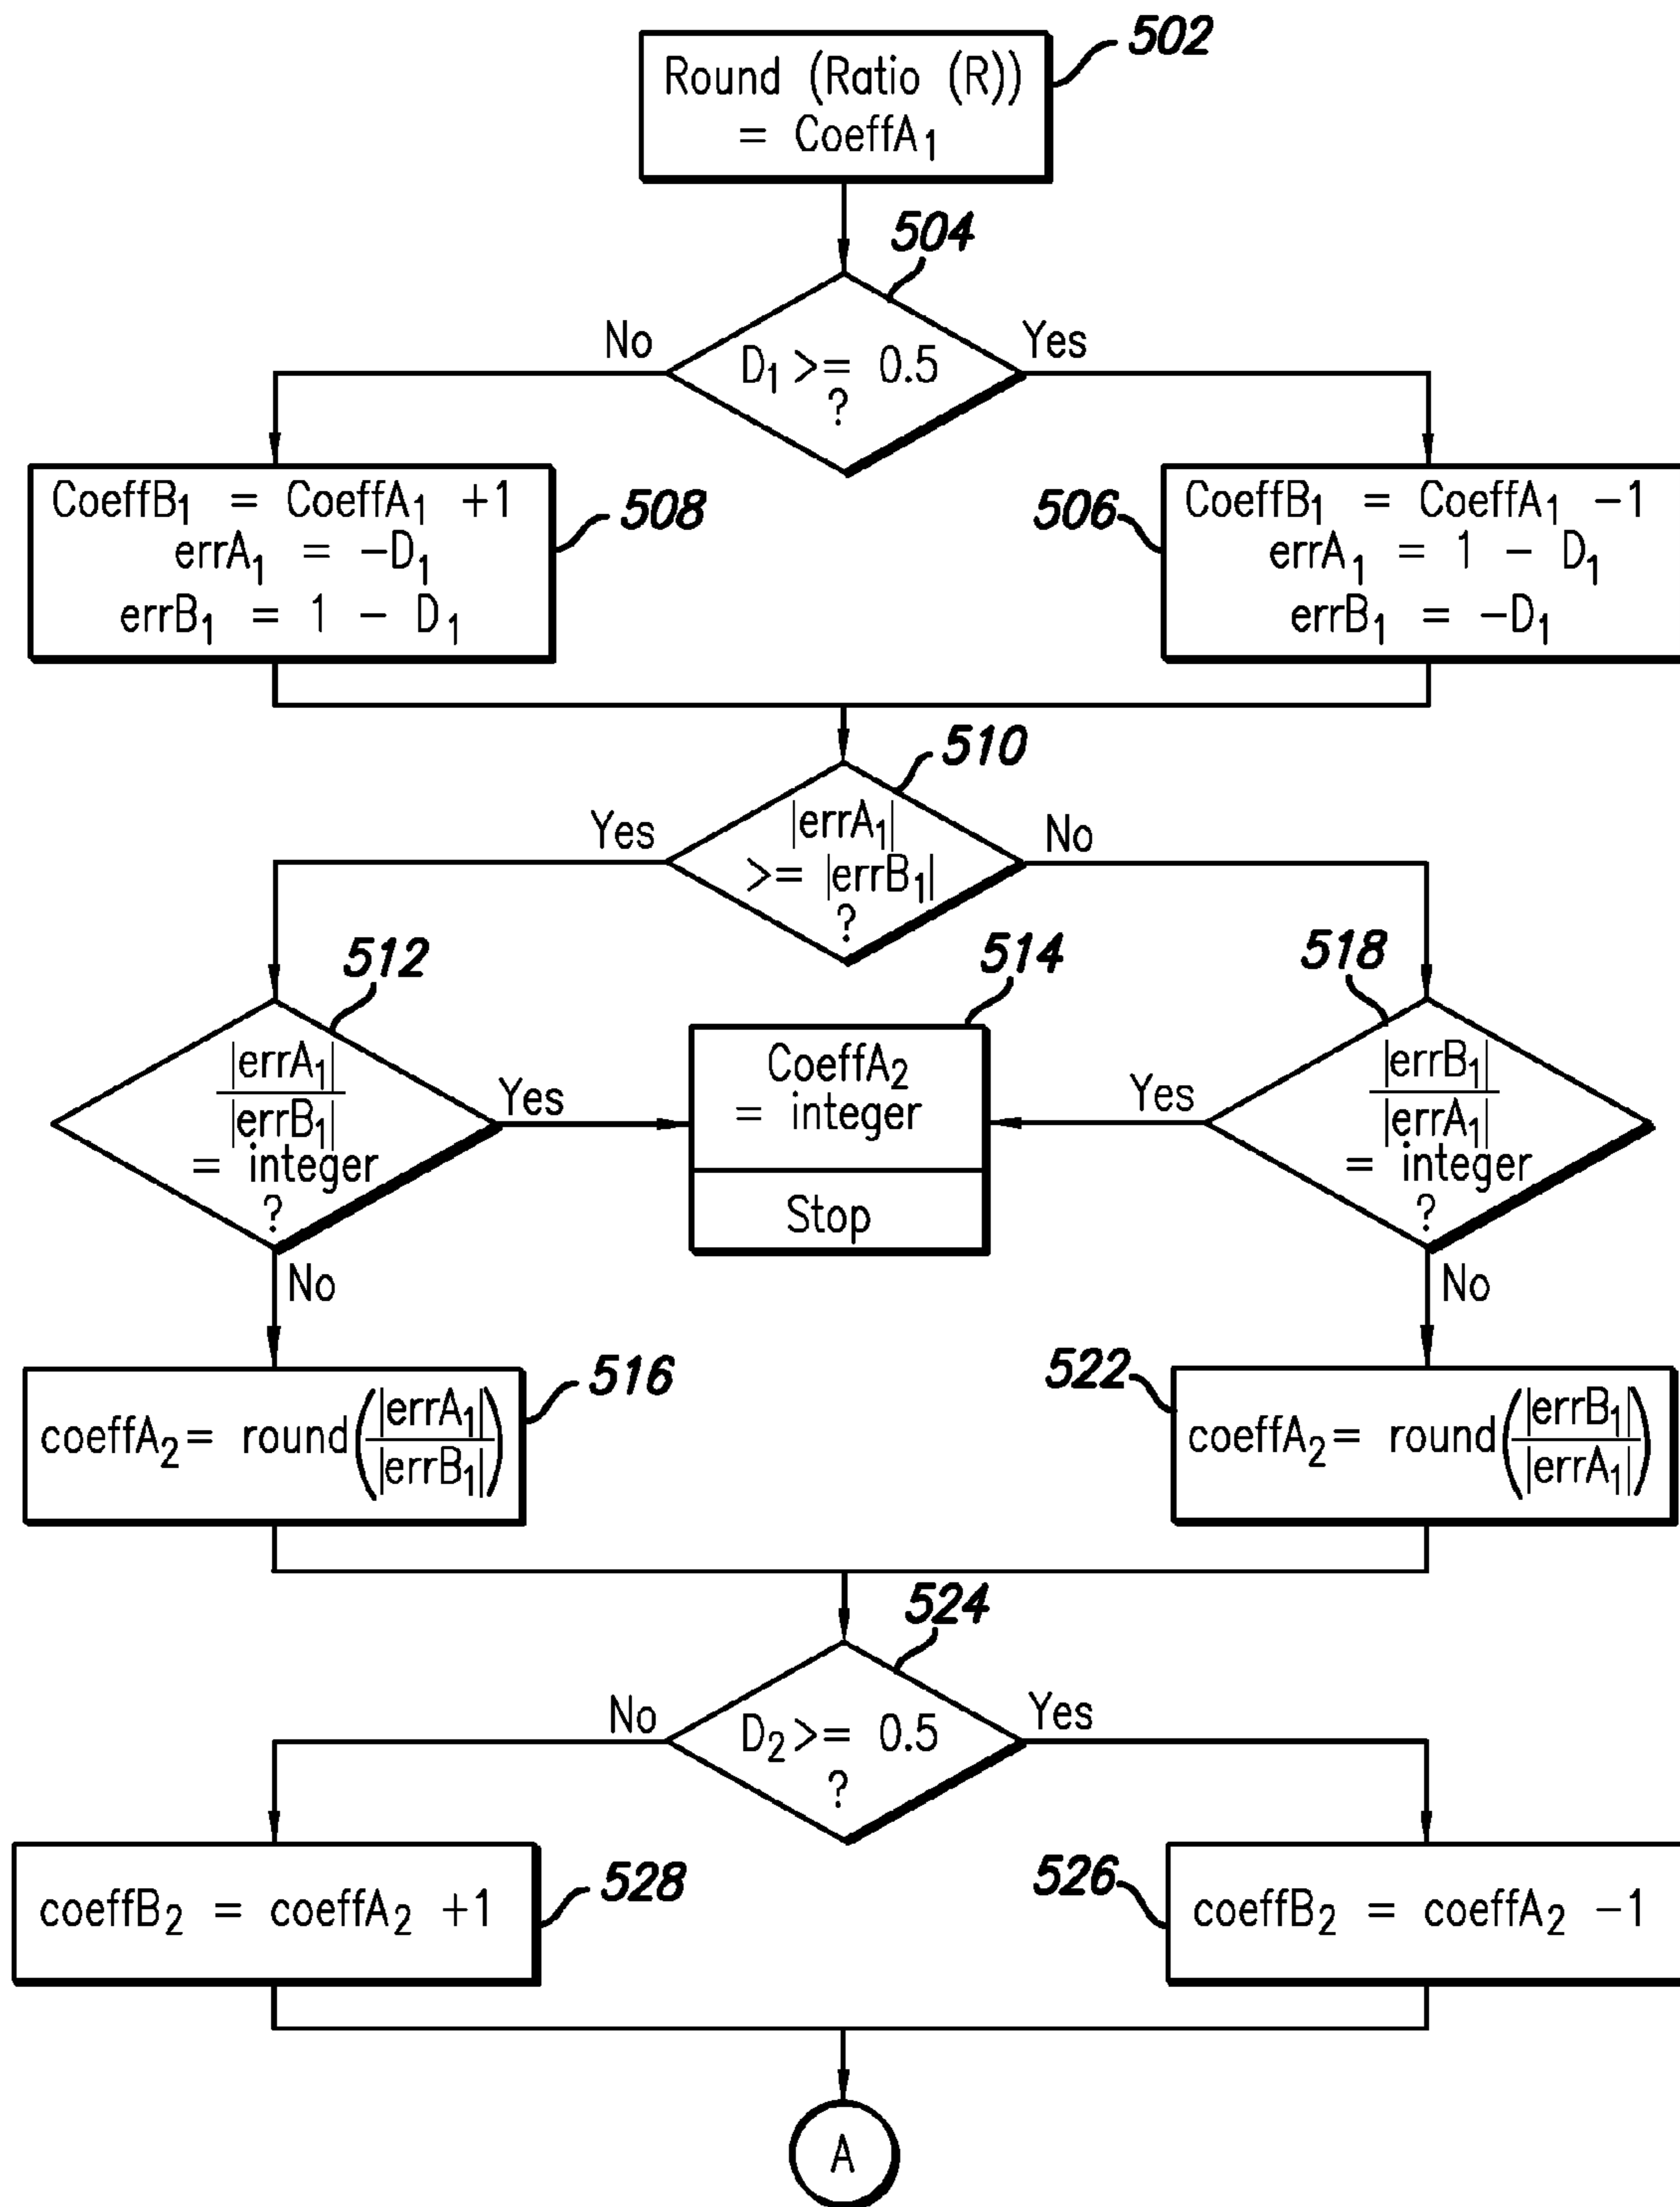 502
Round (Ratio (R))
= CoeffA₁
504
No
Yes
D₁ >= 0.5
?
CoeffB₁ = CoeffA₁ +1
errA₁ = -D₁
errB₁ = 1 - D₁
508
506
CoeffB₁ = CoeffA₁ -1
errA₁ = 1 - D₁
errB₁ = -D₁
510
Yes
No
|errA₁|
>= |errB₁|
?
512
514
518
|errA₁|
|errB₁|
= integer
?
Yes
CoeffA₂
= integer
Stop
Yes
|errB₁|
|errA₁|
= integer
?
No
No
516
coeffA₂ = round(|errA₁|/|errB₁|)
522
coeffA₂ = round(|errB₁|/|errA₁|)
524
No
Yes
D₂ >= 0.5
?
coeffB₂ = coeffA₂ +1
528
526
coeffB₂ = coeffA₂ -1
A